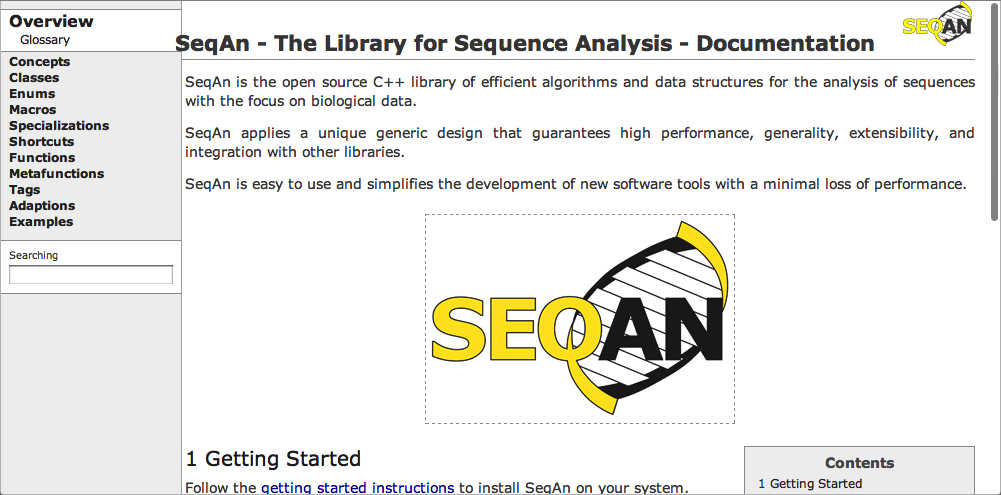 Overview
Glossary
Concepts
Classes
Enums
Macros
Specializations
Shortcuts
Functions
Metafunctions
Tags
Adaptions
Examples
Searching
SEQAN
SeqAn - The Library for Sequence Analysis - Documentation
SeqAn is the open source C++ library of efficient algorithms and data structures for the analysis of sequences
with the focus on biological data.
SeqAn applies a unique generic design that guarantees high performance, generality, extensibility, and
integration with other libraries.
SeqAn is easy to use and simplifies the development of new software tools with a minimal loss of performance.
SEQAN
1 Getting Started
Follow the getting started instructions to install SeqAn on your system.
Contents
1 Getting Started